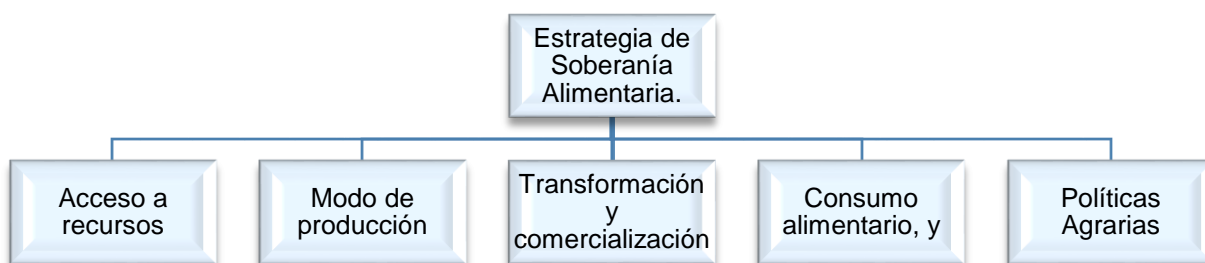 Estrategia de
Soberanía
Alimentaria.
Acceso a
recursos
Modo de
producción
Transformación
y
comercialización
Consumo
alimentario, y
Políticas
Agrarias